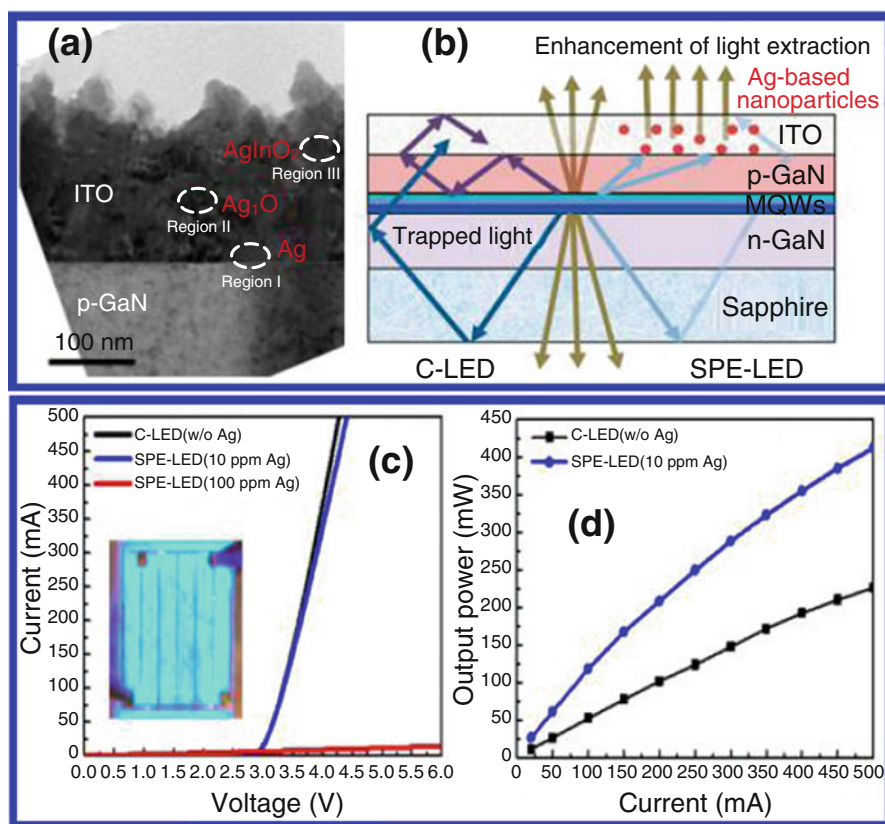 (a)
AgInO₂
Region III
ITO
Ag₁O
Region II
Ag
Region I
p-GaN
100 nm
(b)
Enhancement of light extraction
Ag-based
nanoparticles
ITO
p-GaN
MQWs
Trapped light
n-GaN
Sapphire
C-LED
SPE-LED
(c)
C-LED(w/o Ag)
SPE-LED(10 ppm Ag)
SPE-LED(100 ppm Ag)
Current (mA)
500
450
400
350
300
250
200
150
100
50
0
0.0 0.5 1.0 1.5 2.0 2.5 3.0 3.5 4.0 4.5 5.0 5.5 6.0
Voltage (V)
(d)
C-LED(w/o Ag)
SPE-LED(10 ppm Ag)
Output power (mW)
450
400
350
300
250
200
150
100
50
0
0 50 100 150 200 250 300 350 400 450 500
Current (mA)